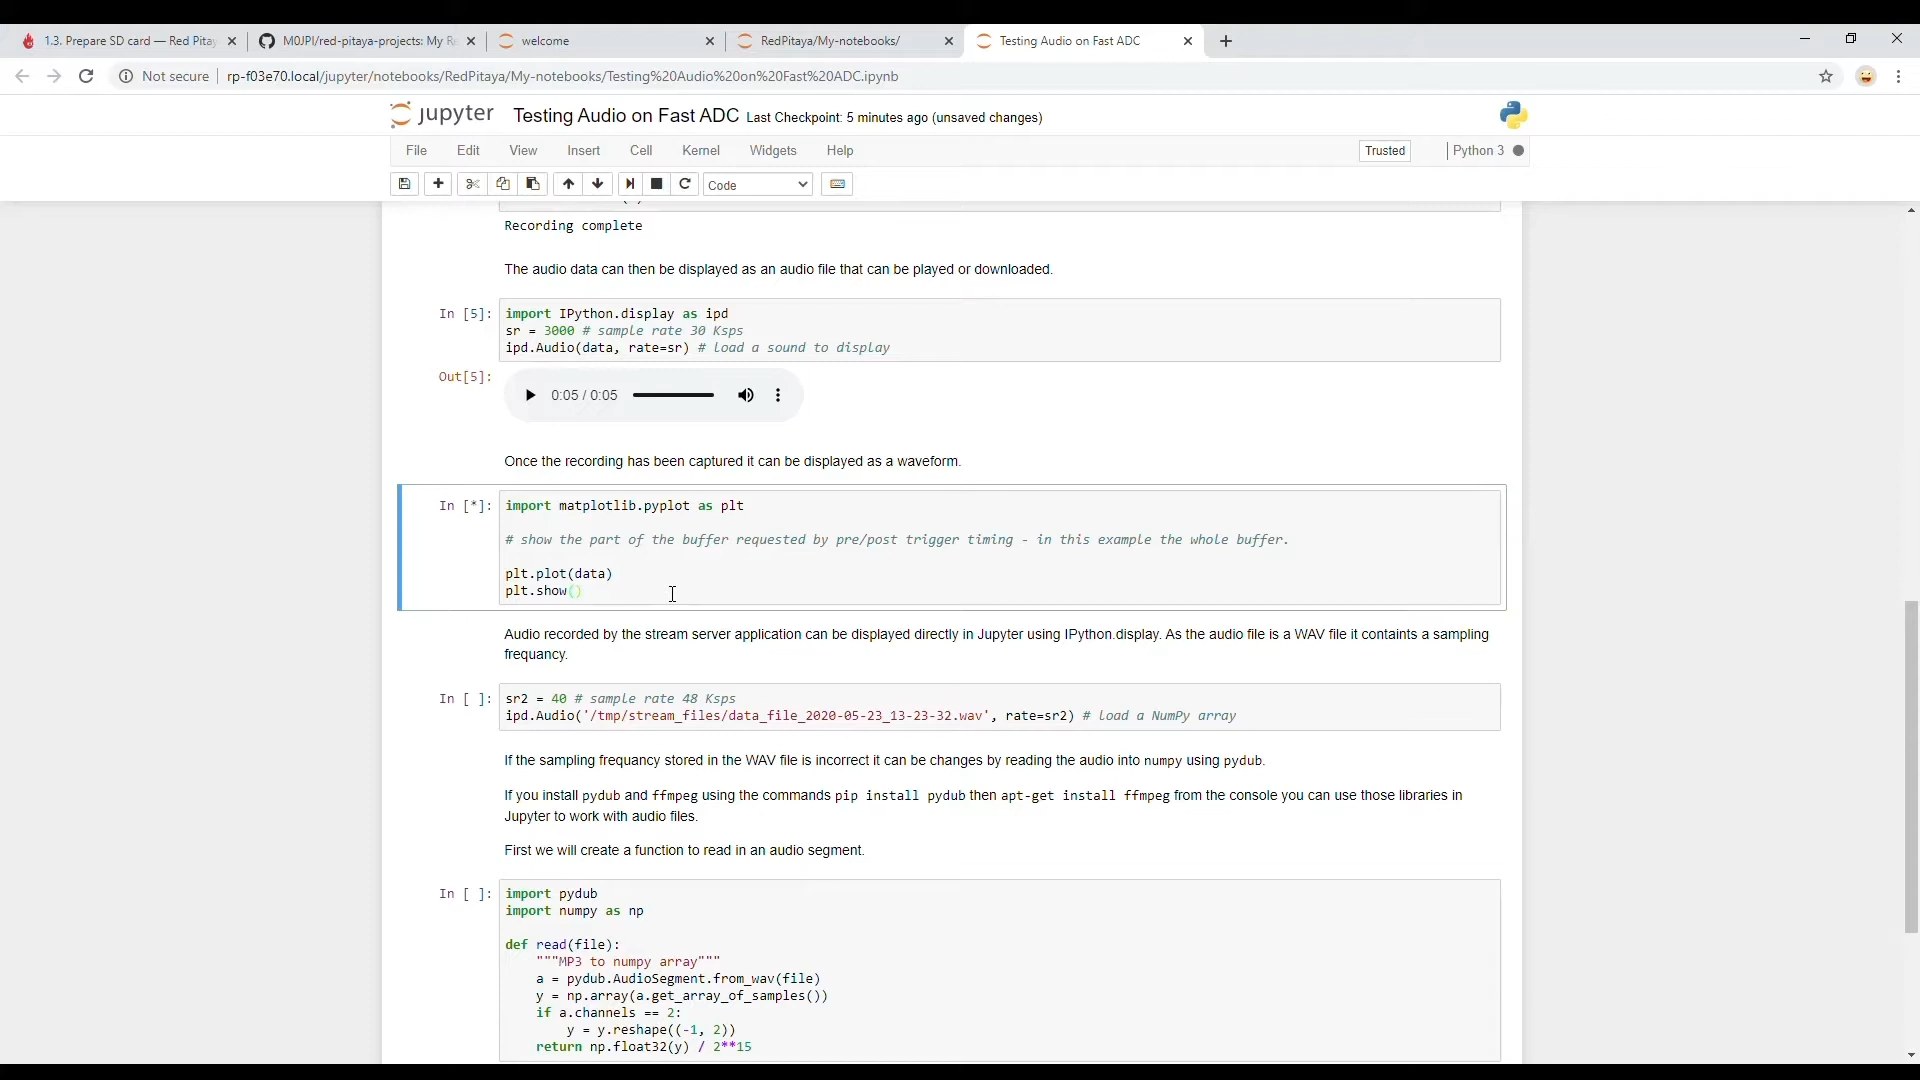 1.3. Prepare SD card — Red Pita
M0JPI/red-pitaya-projects: My R
welcome
RedPitaya/My-notebooks/
Testing Audio on Fast ADC
Not secure
rp-f03e70.local/jupyter/notebooks/RedPitaya/My-notebooks/Testing%20Audio%20on%20Fast%20ADC.ipynb
jupyter
Testing Audio on Fast ADC Last Checkpoint: 5 minutes ago (unsaved changes)
File Edit View Insert Cell Kernel Widgets Help
Trusted
Python 3
Code
Recording complete
The audio data can then be displayed as an audio file that can be played or downloaded.
In [5]: import IPython.display as ipd
sr = 3000 # sample rate 30 Ksps
ipd.Audio(data, rate=sr) # load a sound to display
Out[5]:
0:05 / 0:05
Once the recording has been captured it can be displayed as a waveform.
In [*]: import matplotlib.pyplot as plt
# show the part of the buffer requested by pre/post trigger timing - in this example the whole buffer.
plt.plot(data)
plt.show()
Audio recorded by the stream server application can be displayed directly in Jupyter using IPython.display. As the audio file is a WAV file it containts a sampling
frequancy.
In [ ]: sr2 = 40 # sample rate 48 Ksps
ipd.Audio('/tmp/stream_files/data_file_2020-05-23_13-23-32.wav', rate=sr2) # load a NumPy array
If the sampling frequancy stored in the WAV file is incorrect it can be changes by reading the audio into numpy using pydub.
If you install pydub and ffmpeg using the commands pip install pydub then apt-get install ffmpeg from the console you can use those libraries in
Jupyter to work with audio files.
First we will create a function to read in an audio segment.
In [ ]: import pydub
import numpy as np
def read(file):
"""MP3 to numpy array"""
a = pydub.AudioSegment.from_wav(file)
y = np.array(a.get_array_of_samples())
if a.channels == 2:
y = y.reshape((-1, 2))
return np.float32(y) / 2**15